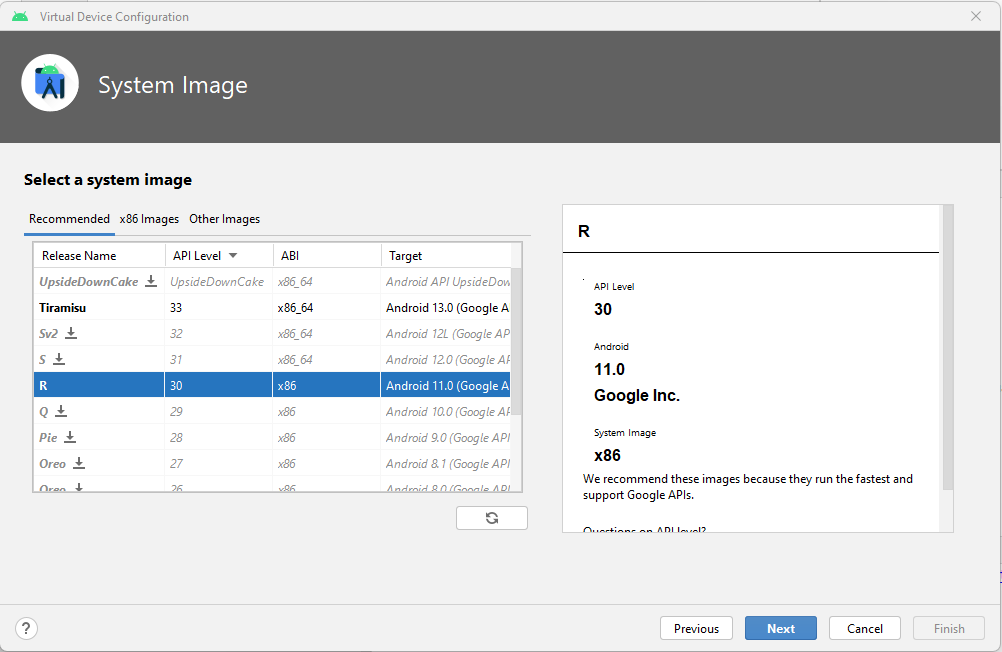 Virtual Device Configuration
System Image
Select a system image
Recommended x86 Images Other Images
Release Name API Level ABI Target
UpsideDownCake UpsideDownCake x86_64 Android API UpsideDow
Tiramisu 33 x86_64 Android 13.0 (Google A
Sv2 32 x86_64 Android 12L (Google AP
S 31 x86_64 Android 12.0 (Google AP
R 30 x86 Android 11.0 (Google A
Q 29 x86 Android 10.0 (Google AP
Pie 28 x86 Android 9.0 (Google API
Oreo 27 x86 Android 8.1 (Google API
Oreo 26 x86 Android 8.0 (Google API
R
API Level
30
Android
11.0
Google Inc.
System Image
x86
We recommend these images because they run the fastest and
support Google APIs.
Questions on API level?
? Previous Next Cancel Finish